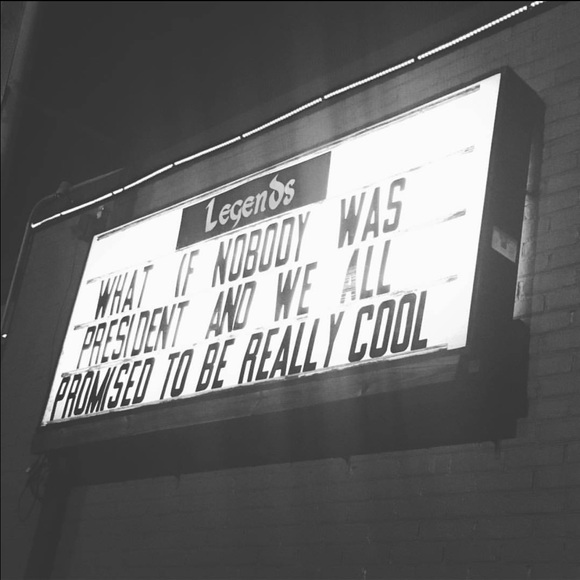 Legends
WHAT IF NOBODY WAS
PRESIDENT AND WE ALL
PROMISED TO BE REALLY COOL